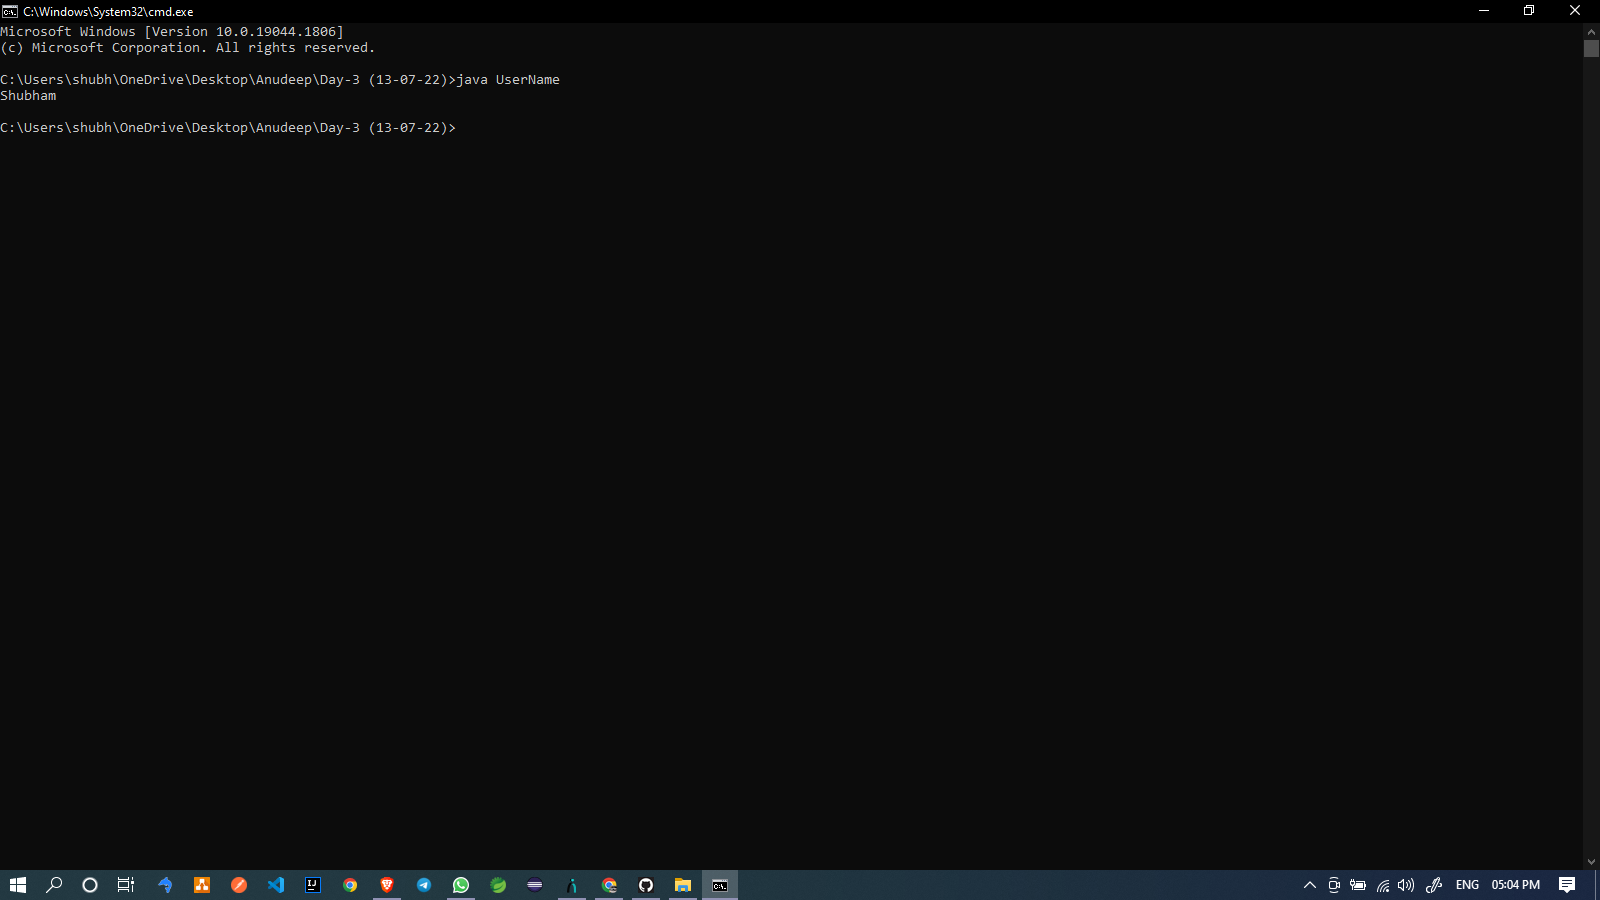 C:\Windows\System32\cmd.exe
Microsoft Windows [Version 10.0.19044.1806]
(c) Microsoft Corporation. All rights reserved.
C:\Users\shubh\OneDrive\Desktop\Anudeep\Day-3 (13-07-22)>java UserName
Shubham
C:\Users\shubh\OneDrive\Desktop\Anudeep\Day-3 (13-07-22)>
ENG 05:04 PM